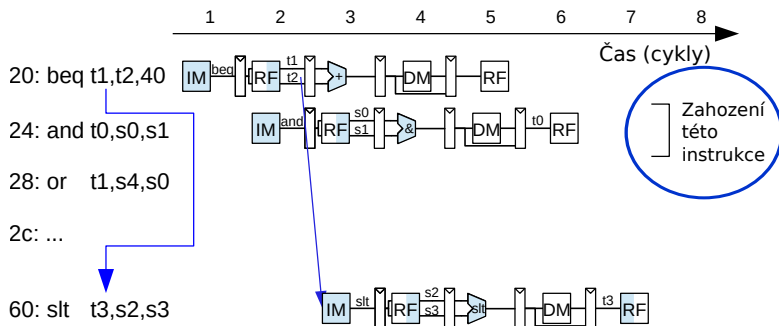 1 2 3 4 5 6 7 8
Čas (cykly)
20: beq t1,t2,40
IM beq RF t1 t2 + DM RF
24: and t0,s0,s1
IM and RF s0 s1 & DM t0 RF
Zahození
této
instrukce
28: or t1,s4,s0
2c: ...
60: slt t3,s2,s3
IM slt RF s2 s3 slt DM t3 RF